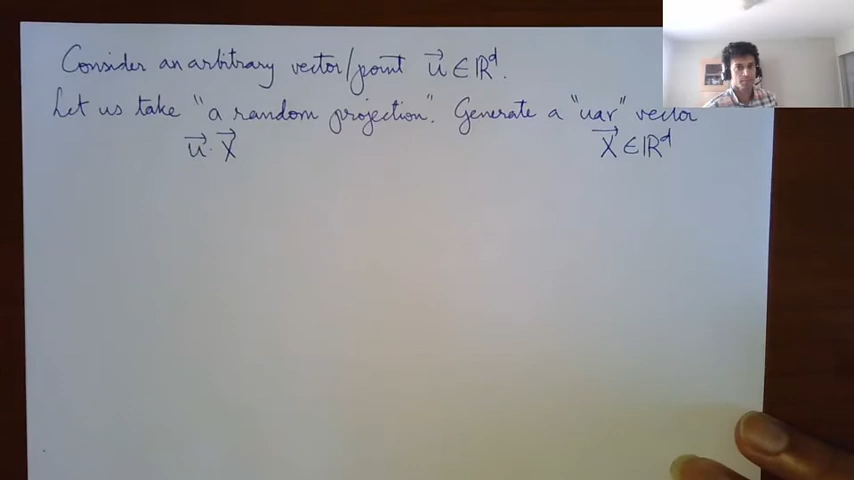 Consider an arbitrary vector/point u⃗ ∈ ℝᵈ.
Let us take "a random projection". Generate a "uar" vector
u⃗ · X⃗ X⃗ ∈ ℝᵈ